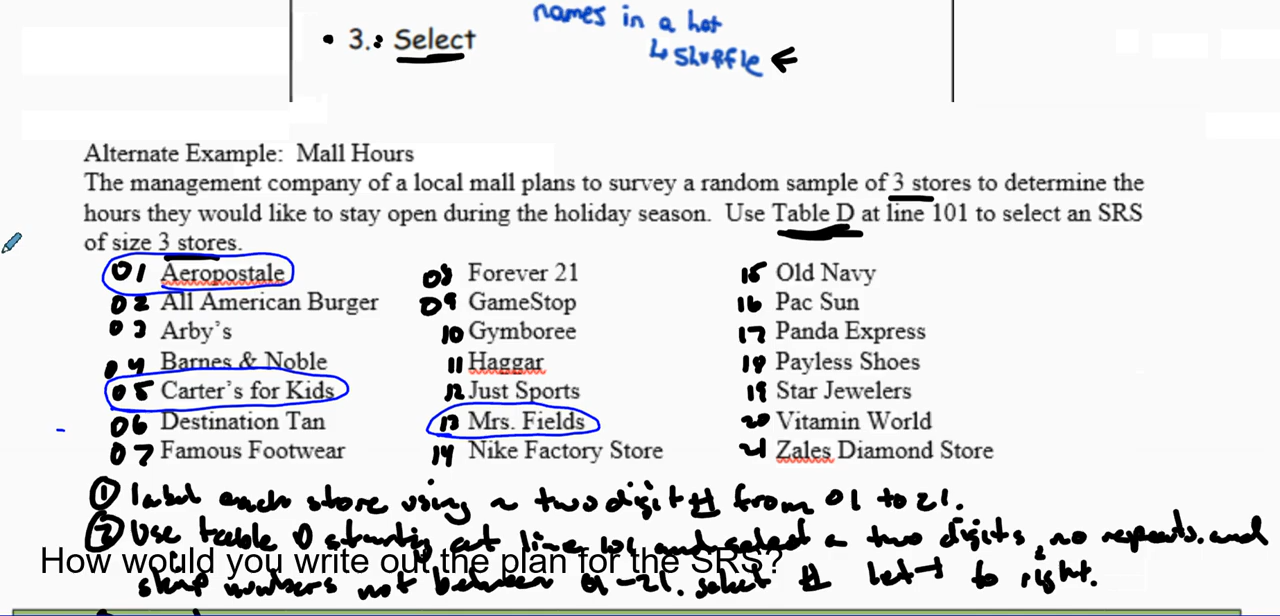 names in a hat
• 3.: Select
↳ shuffle ←
Alternate Example: Mall Hours
The management company of a local mall plans to survey a random sample of 3 stores to determine the
hours they would like to stay open during the holiday season. Use Table D at line 101 to select an SRS
of size 3 stores.
01 Aeropostale 08 Forever 21 15 Old Navy
02 All American Burger 09 GameStop 16 Pac Sun
03 Arby's 10 Gymboree 17 Panda Express
04 Barnes & Noble 11 Haggar 18 Payless Shoes
05 Carter's for Kids 12 Just Sports 19 Star Jewelers
06 Destination Tan 13 Mrs. Fields 20 Vitamin World
07 Famous Footwear 14 Nike Factory Store 21 Zales Diamond Store
① label each store using a two digit # from 01 to 21.
② Use table D starting at line 101 and select a two digits, no repeats, and
How would you write out the plan for the SRS?
skip numbers not between 01-21. select # left to right.